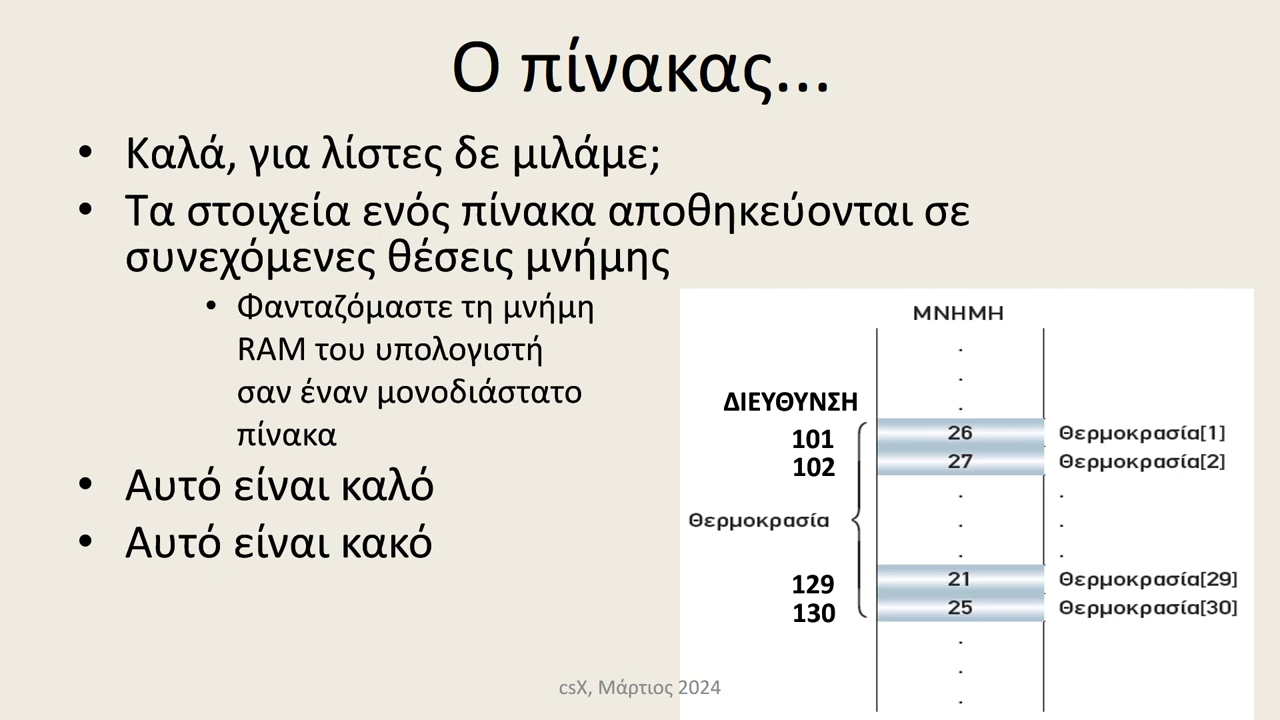 Ο πίνακας...
• Καλά, για λίστες δε μιλάμε;
• Τα στοιχεία ενός πίνακα αποθηκεύονται σε
συνεχόμενες θέσεις μνήμης
• Φανταζόμαστε τη μνήμη
RAM του υπολογιστή
σαν έναν μονοδιάστατο
πίνακα
• Αυτό είναι καλό
• Αυτό είναι κακό
ΜΝΗΜΗ
ΔΙΕΥΘΥΝΣΗ
101 26 Θερμοκρασία[1]
102 27 Θερμοκρασία[2]
Θερμοκρασία
129 21 Θερμοκρασία[29]
130 25 Θερμοκρασία[30]
csX, Μάρτιος 2024